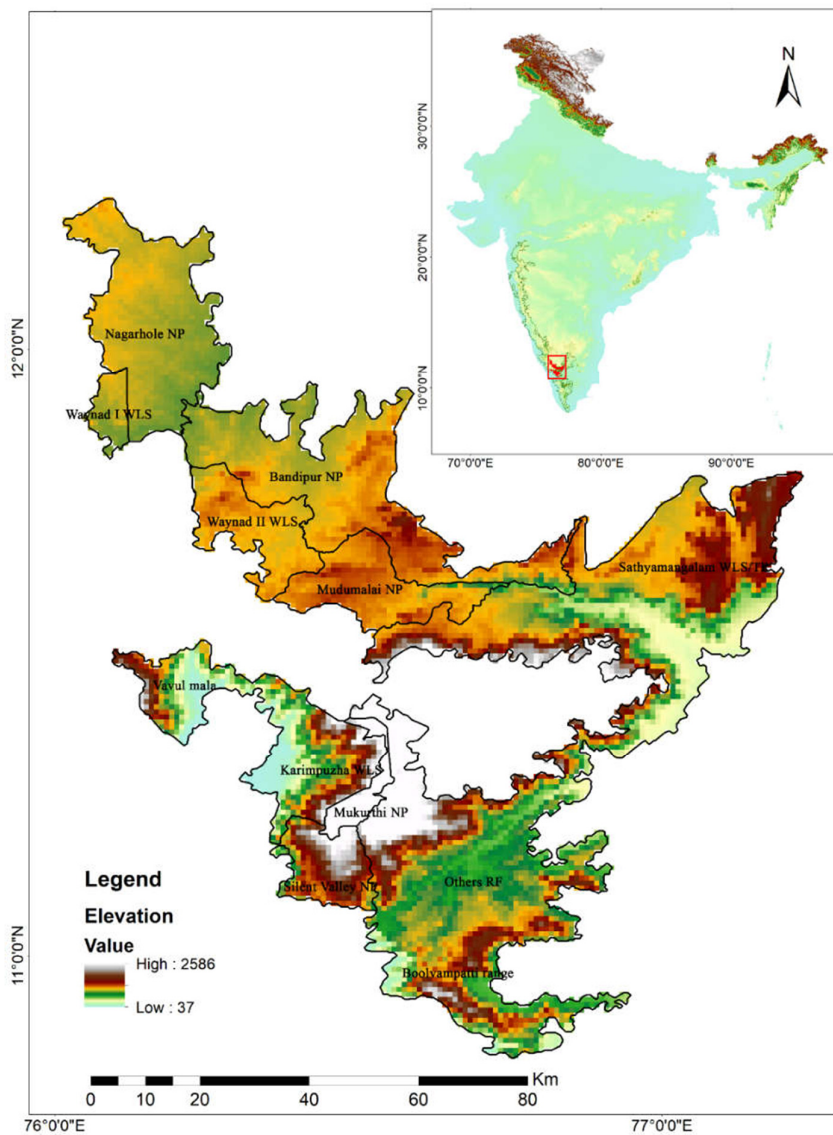 N
30°0'0"N
20°0'0"N
10°0'0"N
70°0'0"E
80°0'0"E
90°0'0"E
12°0'0"N
Nagarhole NP
Waynad I WLS
Bandipur NP
Waynad II WLS
Mudumalai NP
Sathyamangalam WLS/TR
Vavul mala
Karimpuzha WLS
Mukurthi NP
Silent Valley NP
Others RF
11°0'0"N
Boolvampatti range
Legend
Elevation
Value
High : 2586
Low : 37
Km
0 10 20 40 60 80
76°0'0"E
77°0'0"E